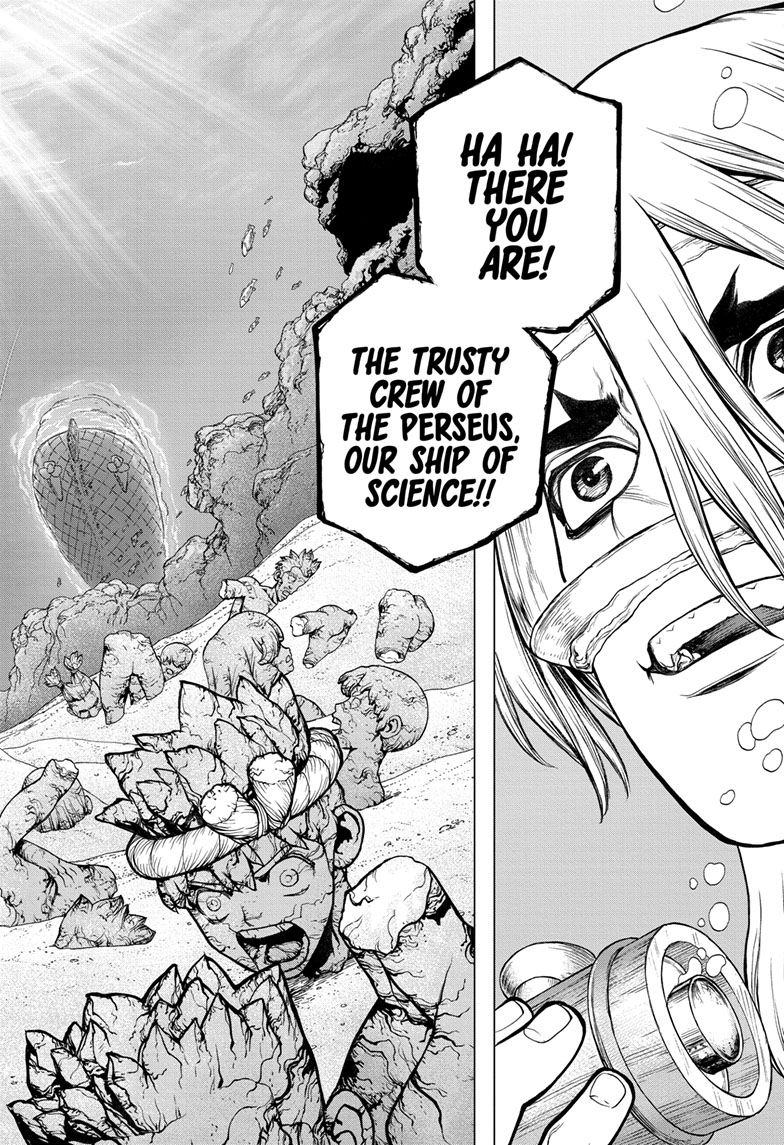 HA HA!
THERE
YOU
ARE!
THE TRUSTY
CREW OF
THE PERSEUS,
OUR SHIP OF
SCIENCE!!